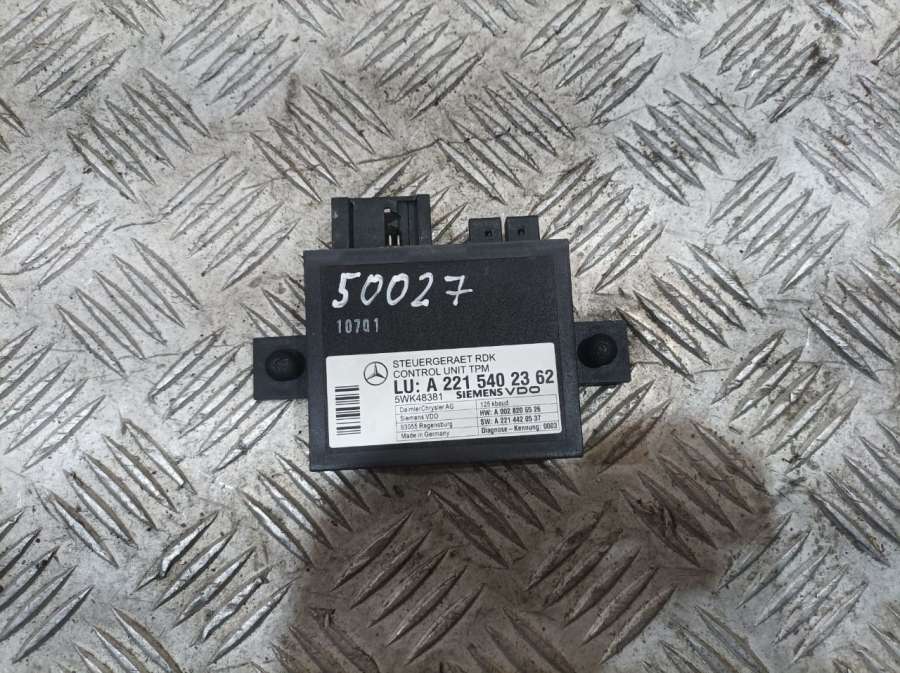 50027
10701
STEUERGERAET RDK
CONTROL UNIT TPM
LU: A 221 540 23 62
5WK48381 SIEMENS VDO
DaimlerChrysler AG 125 kbaud
Siemens VDO HW: A 002 820 55 26
93055 Regensburg SW: A 221 442 05 37
Made in Germany Diagnose - Kennung: 0003